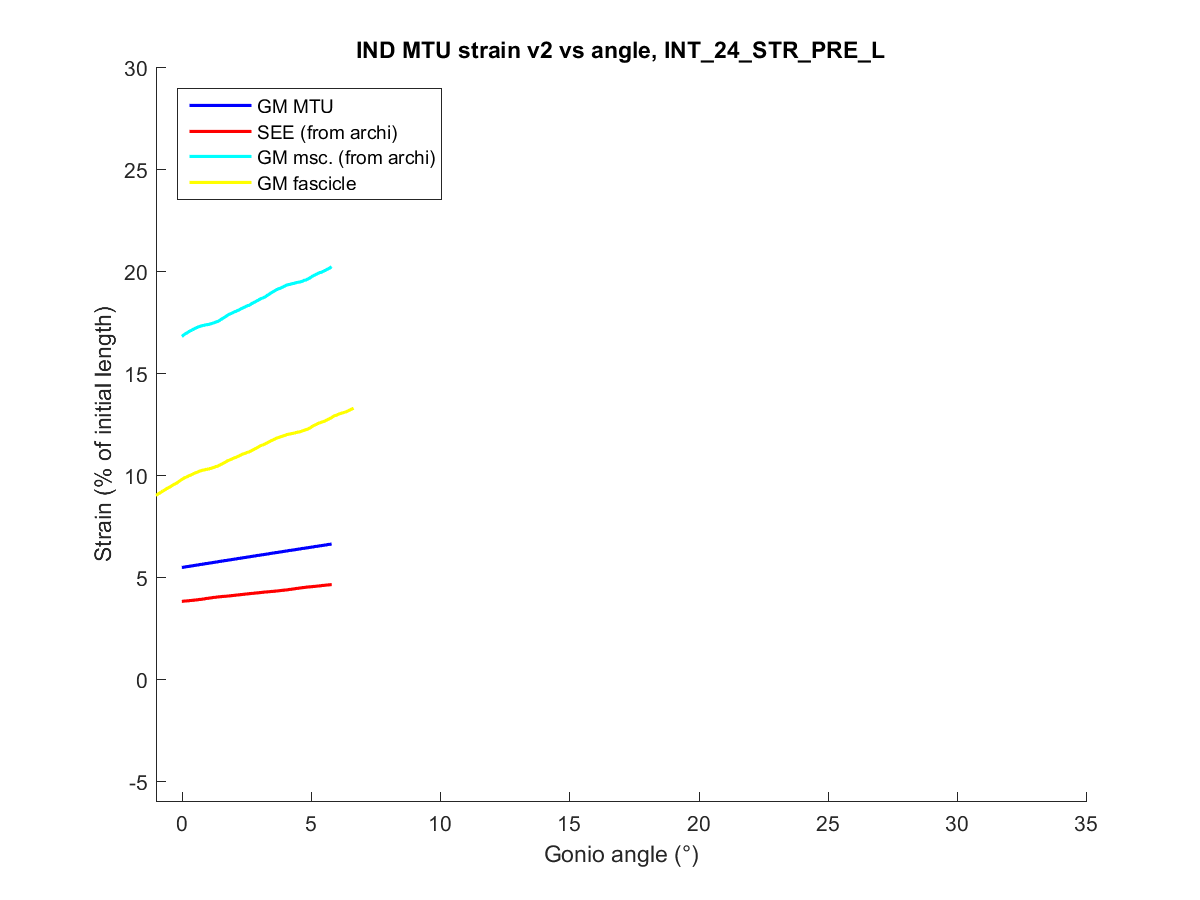 IND MTU strain v2 vs angle, INT_24_STR_PRE_L
30
25
20
15
10
5
0
-5
Strain (% of initial length)
GM MTU
SEE (from archi)
GM msc. (from archi)
GM fascicle
0 5 10 15 20 25 30 35
Gonio angle (°)